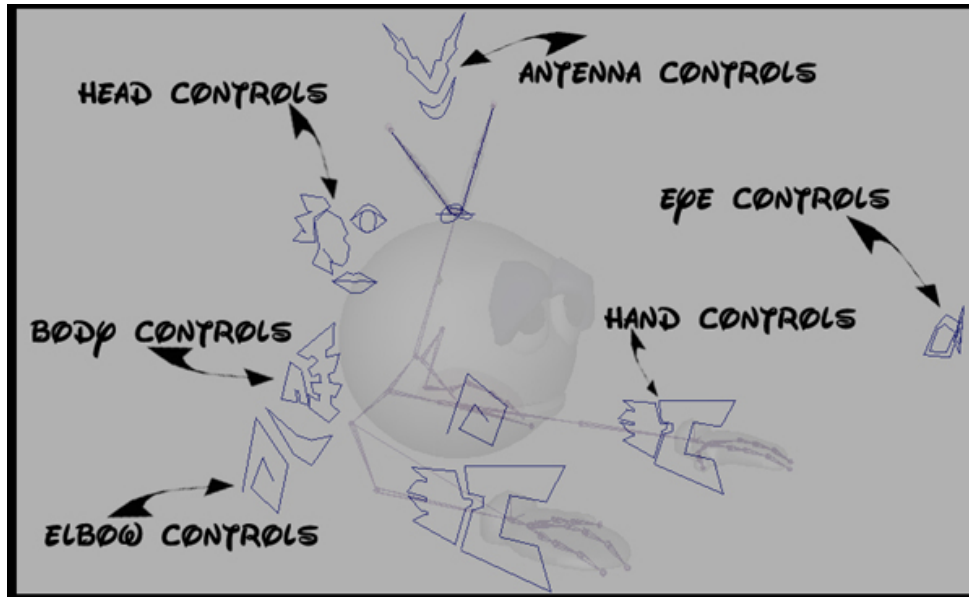 ANTENNA CONTROLS
HEAD CONTROLS
EYE CONTROLS
HAND CONTROLS
BODY CONTROLS
ELBOW CONTROLS